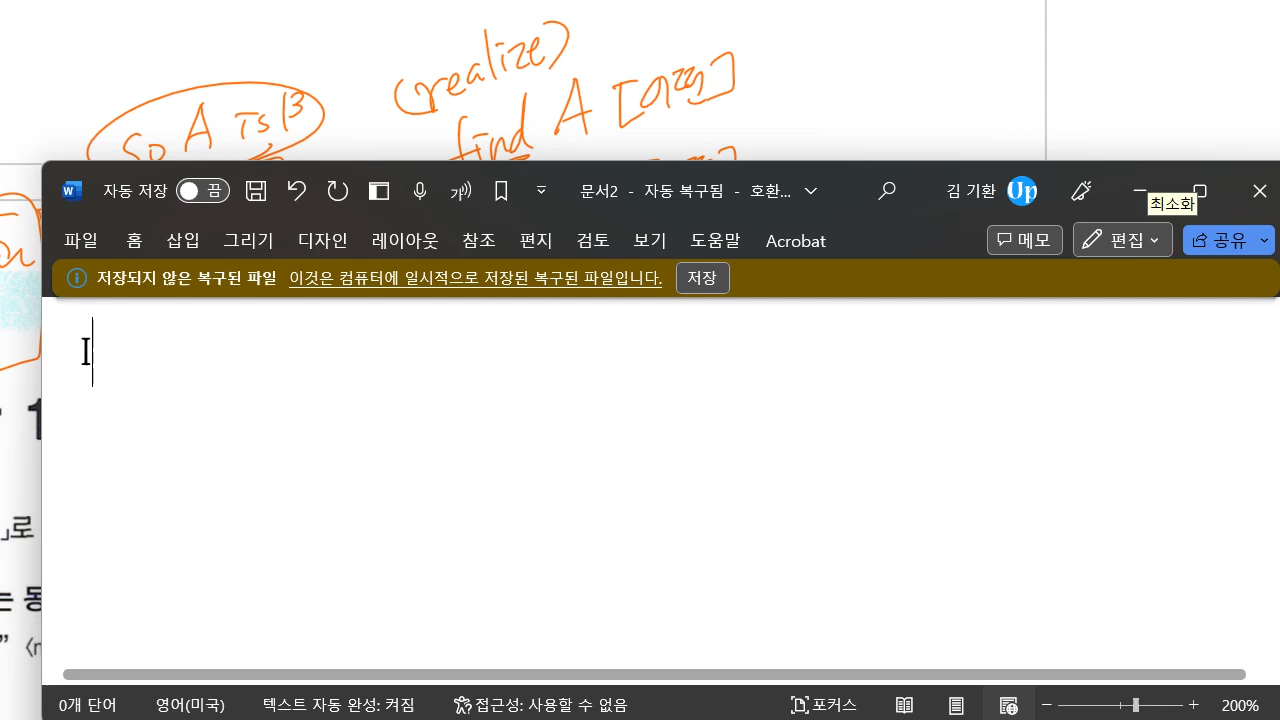 (realize)
So A is B
find A [어떤]
자동 저장 끔
가
문서2 - 자동 복구됨 - 호환...
김 기환
Up
최소화
파일 홈 삽입 그리기 디자인 레이아웃 참조 편지 검토 보기 도움말 Acrobat
메모 편집 공유
저장되지 않은 복구된 파일 이것은 컴퓨터에 일시적으로 저장된 복구된 파일입니다. 저장
1
」로
는 동
”
0개 단어 영어(미국) 텍스트 자동 완성: 켜짐 접근성: 사용할 수 없음 포커스 200%